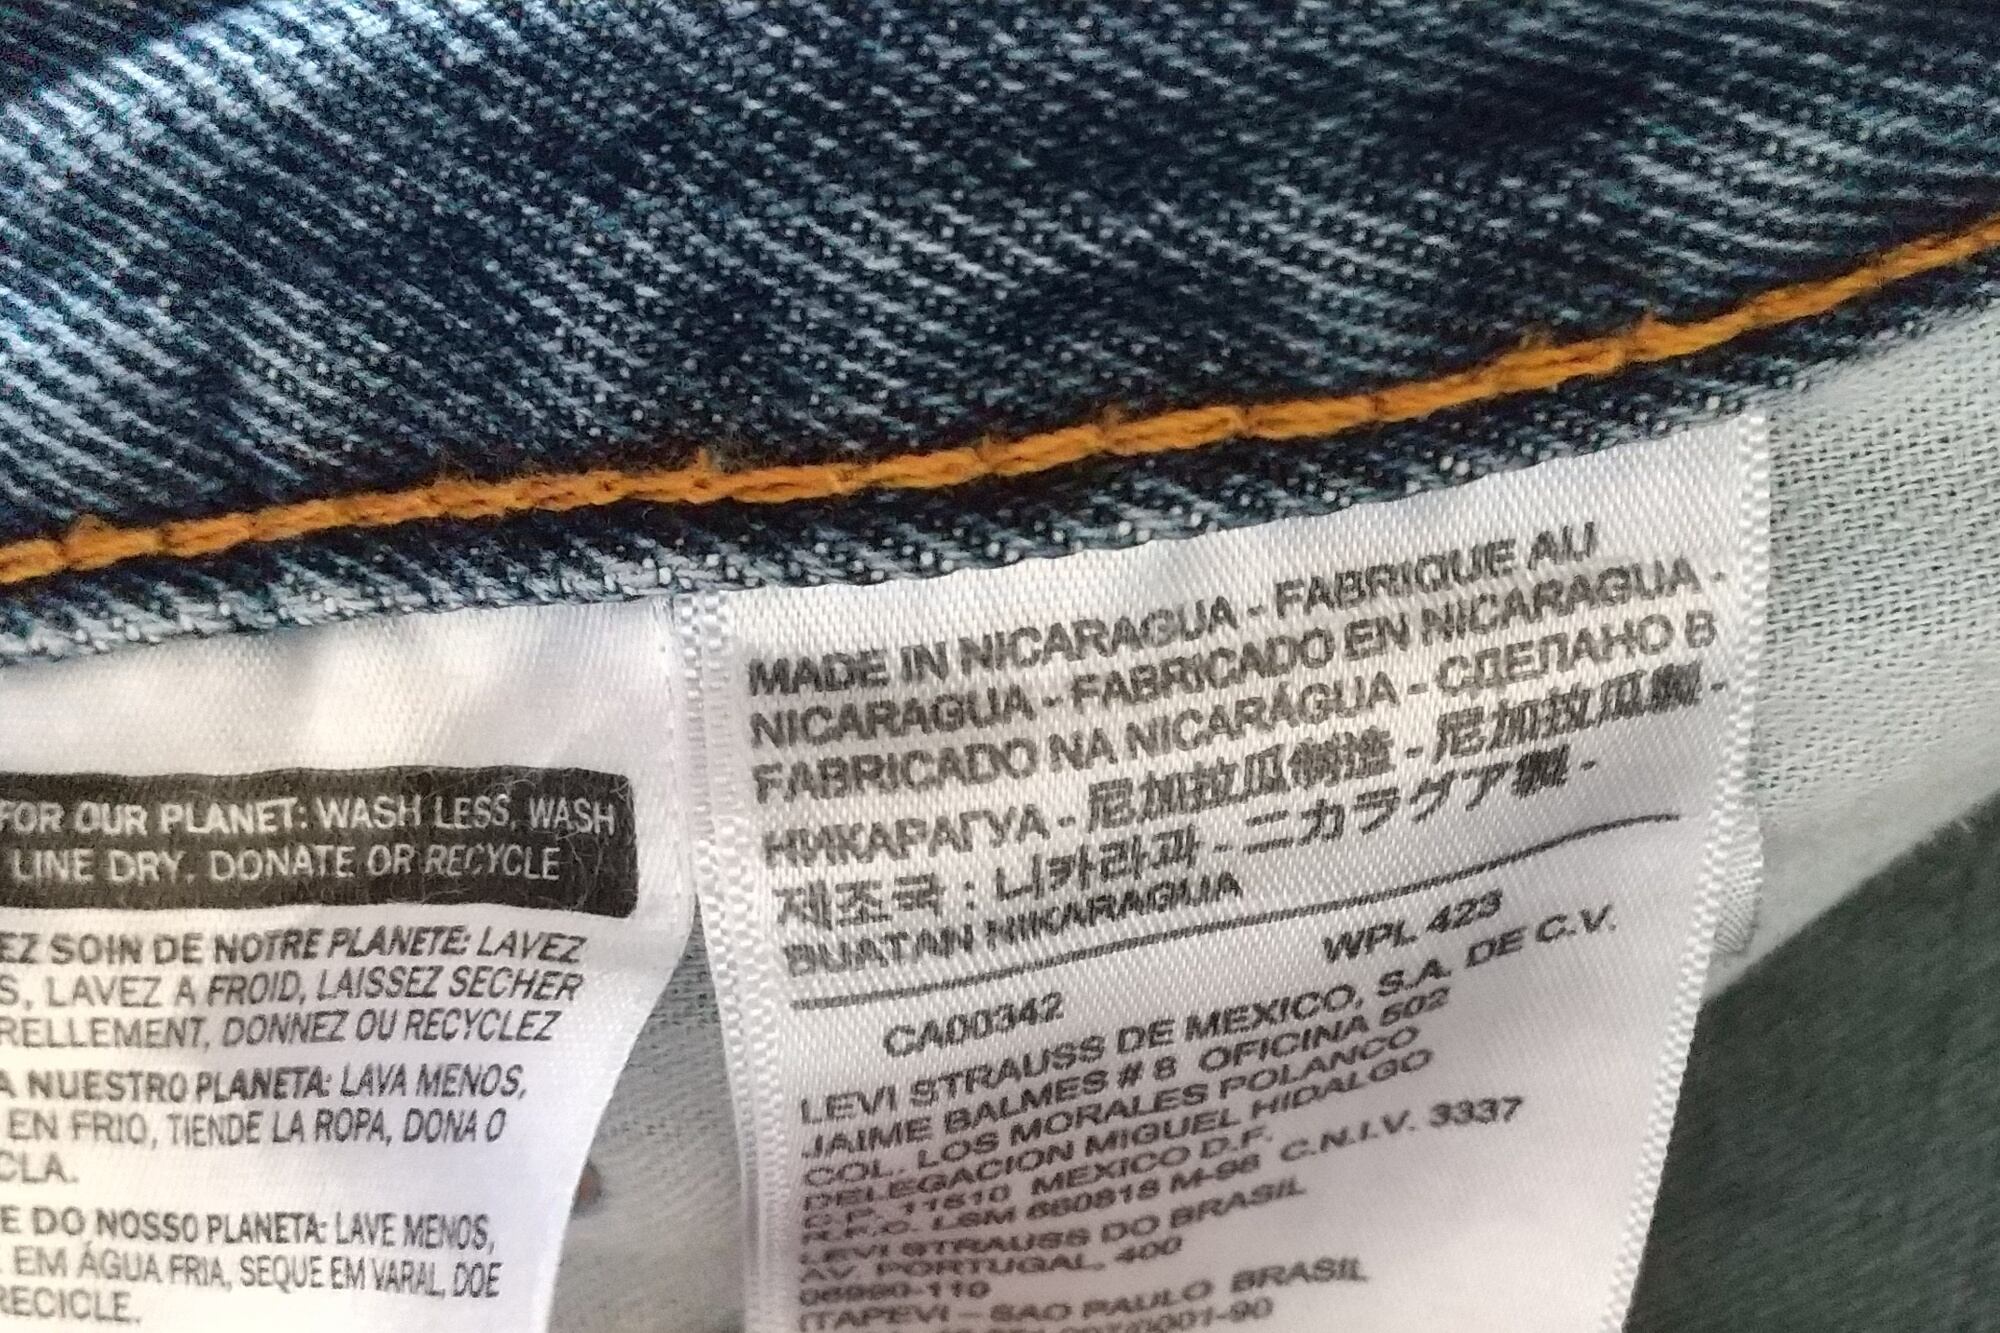 FOR OUR PLANET: WASH LESS, WASH
LINE DRY. DONATE OR RECYCLE
EZ SOIN DE NOTRE PLANETE: LAVEZ
S, LAVEZ A FROID, LAISSEZ SECHER
RELLEMENT, DONNEZ OU RECYCLEZ
A NUESTRO PLANETA: LAVA MENOS,
EN FRIO, TIENDE LA ROPA, DONA O
CLA.
E DO NOSSO PLANETA: LAVE MENOS,
EM ÁGUA FRIA, SEQUE EM VARAL, DOE
RECICLE.
MADE IN NICARAGUA - FABRIQUE AU
NICARAGUA - FABRICADO EN NICARAGUA -
FABRICADO NA NICARÁGUA - СДЕЛАНО В
НИКАРАГУА - 尼加拉瓜制造 - 尼加拉瓜製 -
제조국 : 니카라과 - ニカラグア製 -
BUATAN NIKARAGUA
WPL 423
CA00342
LEVI STRAUSS DE MEXICO, S.A. DE C.V.
JAIME BALMES # 8 OFICINA 502
COL. LOS MORALES POLANCO
DELEGACION MIGUEL HIDALGO
C.P. 11510 MEXICO D.F.
R.F.C. LSM 660818 M-98 C.N.I.V. 3337
LEVI STRAUSS DO BRASIL
AV. PORTUGAL, 400
06690-110
ITAPEVI - SAO PAULO BRASIL
/0001-90